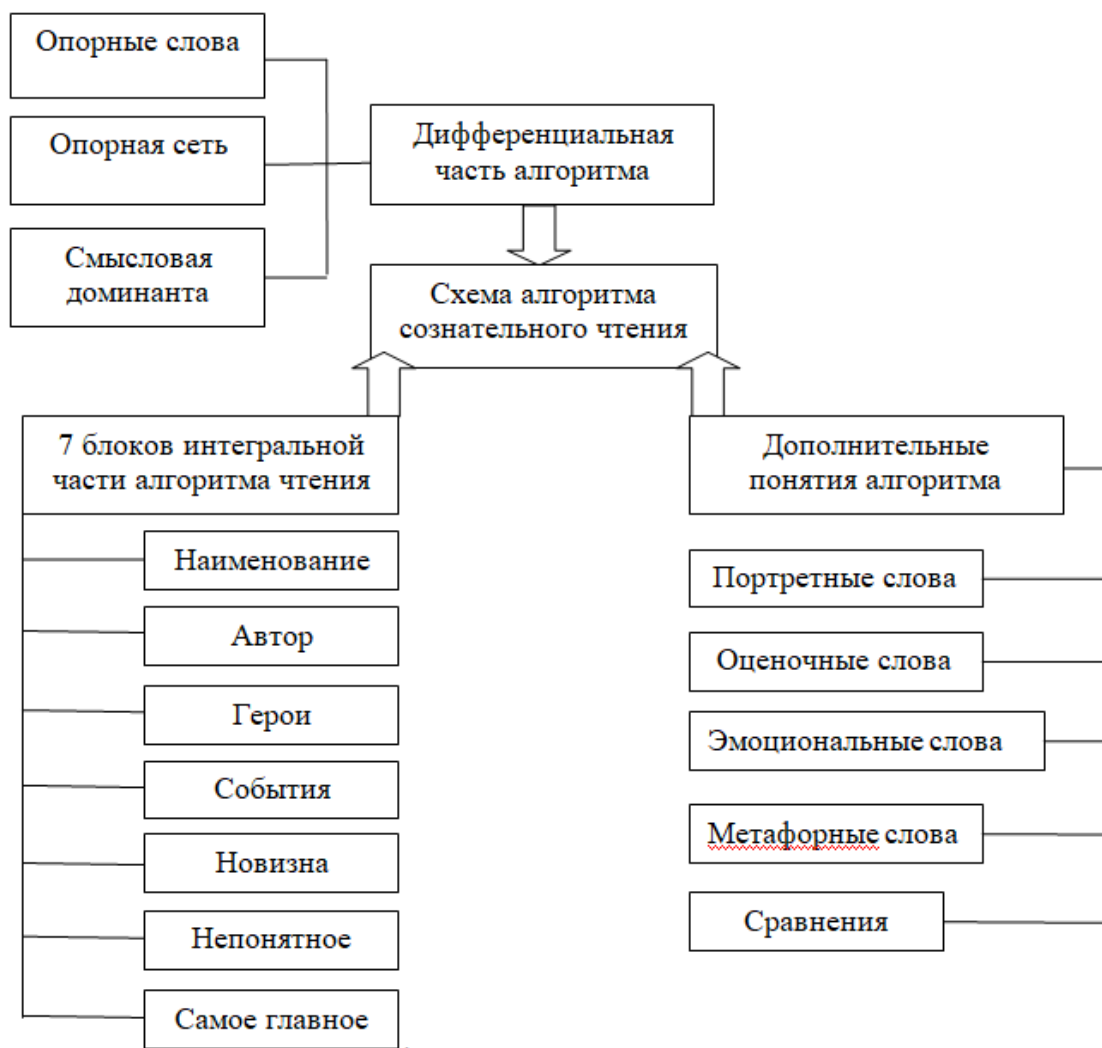 Опорные слова
Опорная сеть
Смысловая
доминанта
Дифференциальная
часть алгоритма
Схема алгоритма
сознательного чтения
7 блоков интегральной
части алгоритма чтения
Наименование
Автор
Герои
События
Новизна
Непонятное
Самое главное
Дополнительные
понятия алгоритма
Портретные слова
Оценочные слова
Эмоциональные слова
Метафорные слова
Сравнения